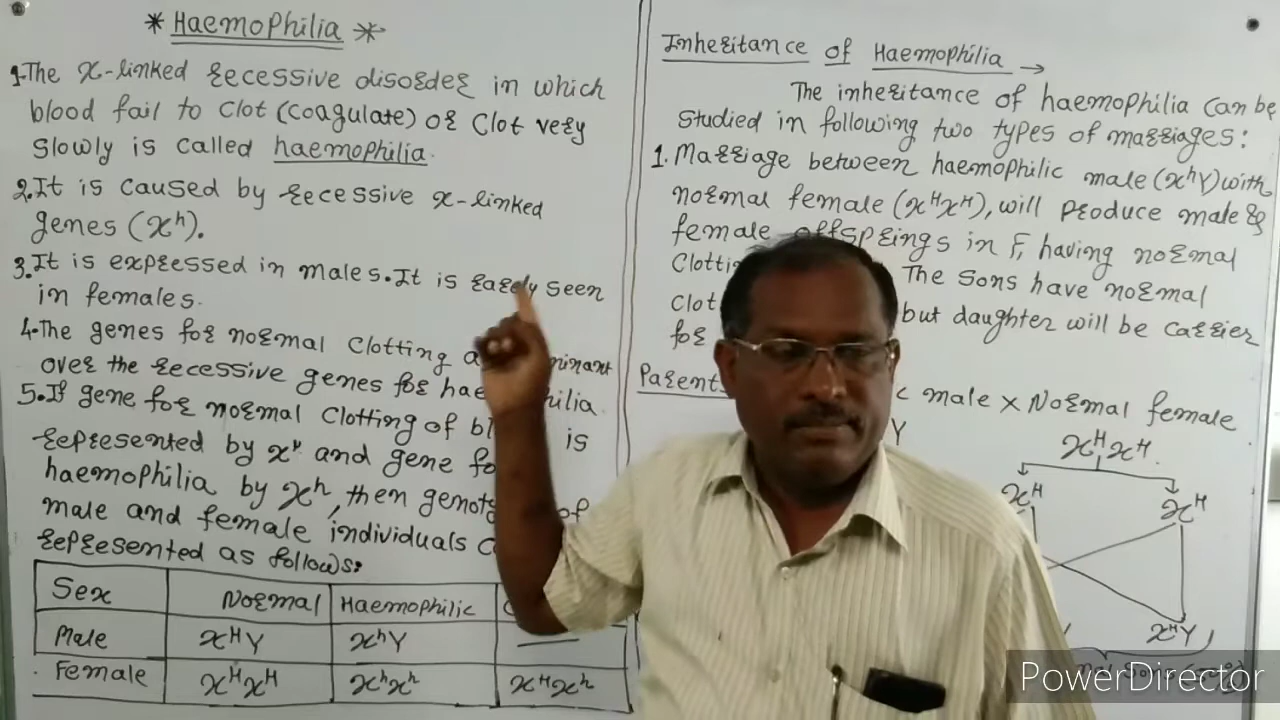 * Haemophilia *
1. The X-linked recessive disorder in which
blood fail to clot (coagulate) or clot very
slowly is called haemophilia.
2. It is caused by recessive X-linked
genes (Xʰ).
3. It is expressed in males. It is rarely seen
in females.
4. The genes for normal clotting
over the recessive genes for
5. If gene for normal clotting of is
represented by Xᴴ and gene
haemophilia by Xʰ, then of
male and female individuals
represented as follows:
Sex Normal Haemophilic
Male XᴴY XʰY —
Female XᴴXᴴ XʰXʰ XᴴXʰ
Inheritance of Haemophilia →
The inheritance of haemophilia can be
studied in following two types of marriages:
1. Marriage between haemophilic male (XʰY) with
normal female (XᴴXᴴ), will produce male &
female offsprings in F₁ having normal
The sons have normal
but daughter will be carrier
for
male × Normal female
Y XᴴXᴴ.
Xᴴ Xᴴ
XᴴY
PowerDirector